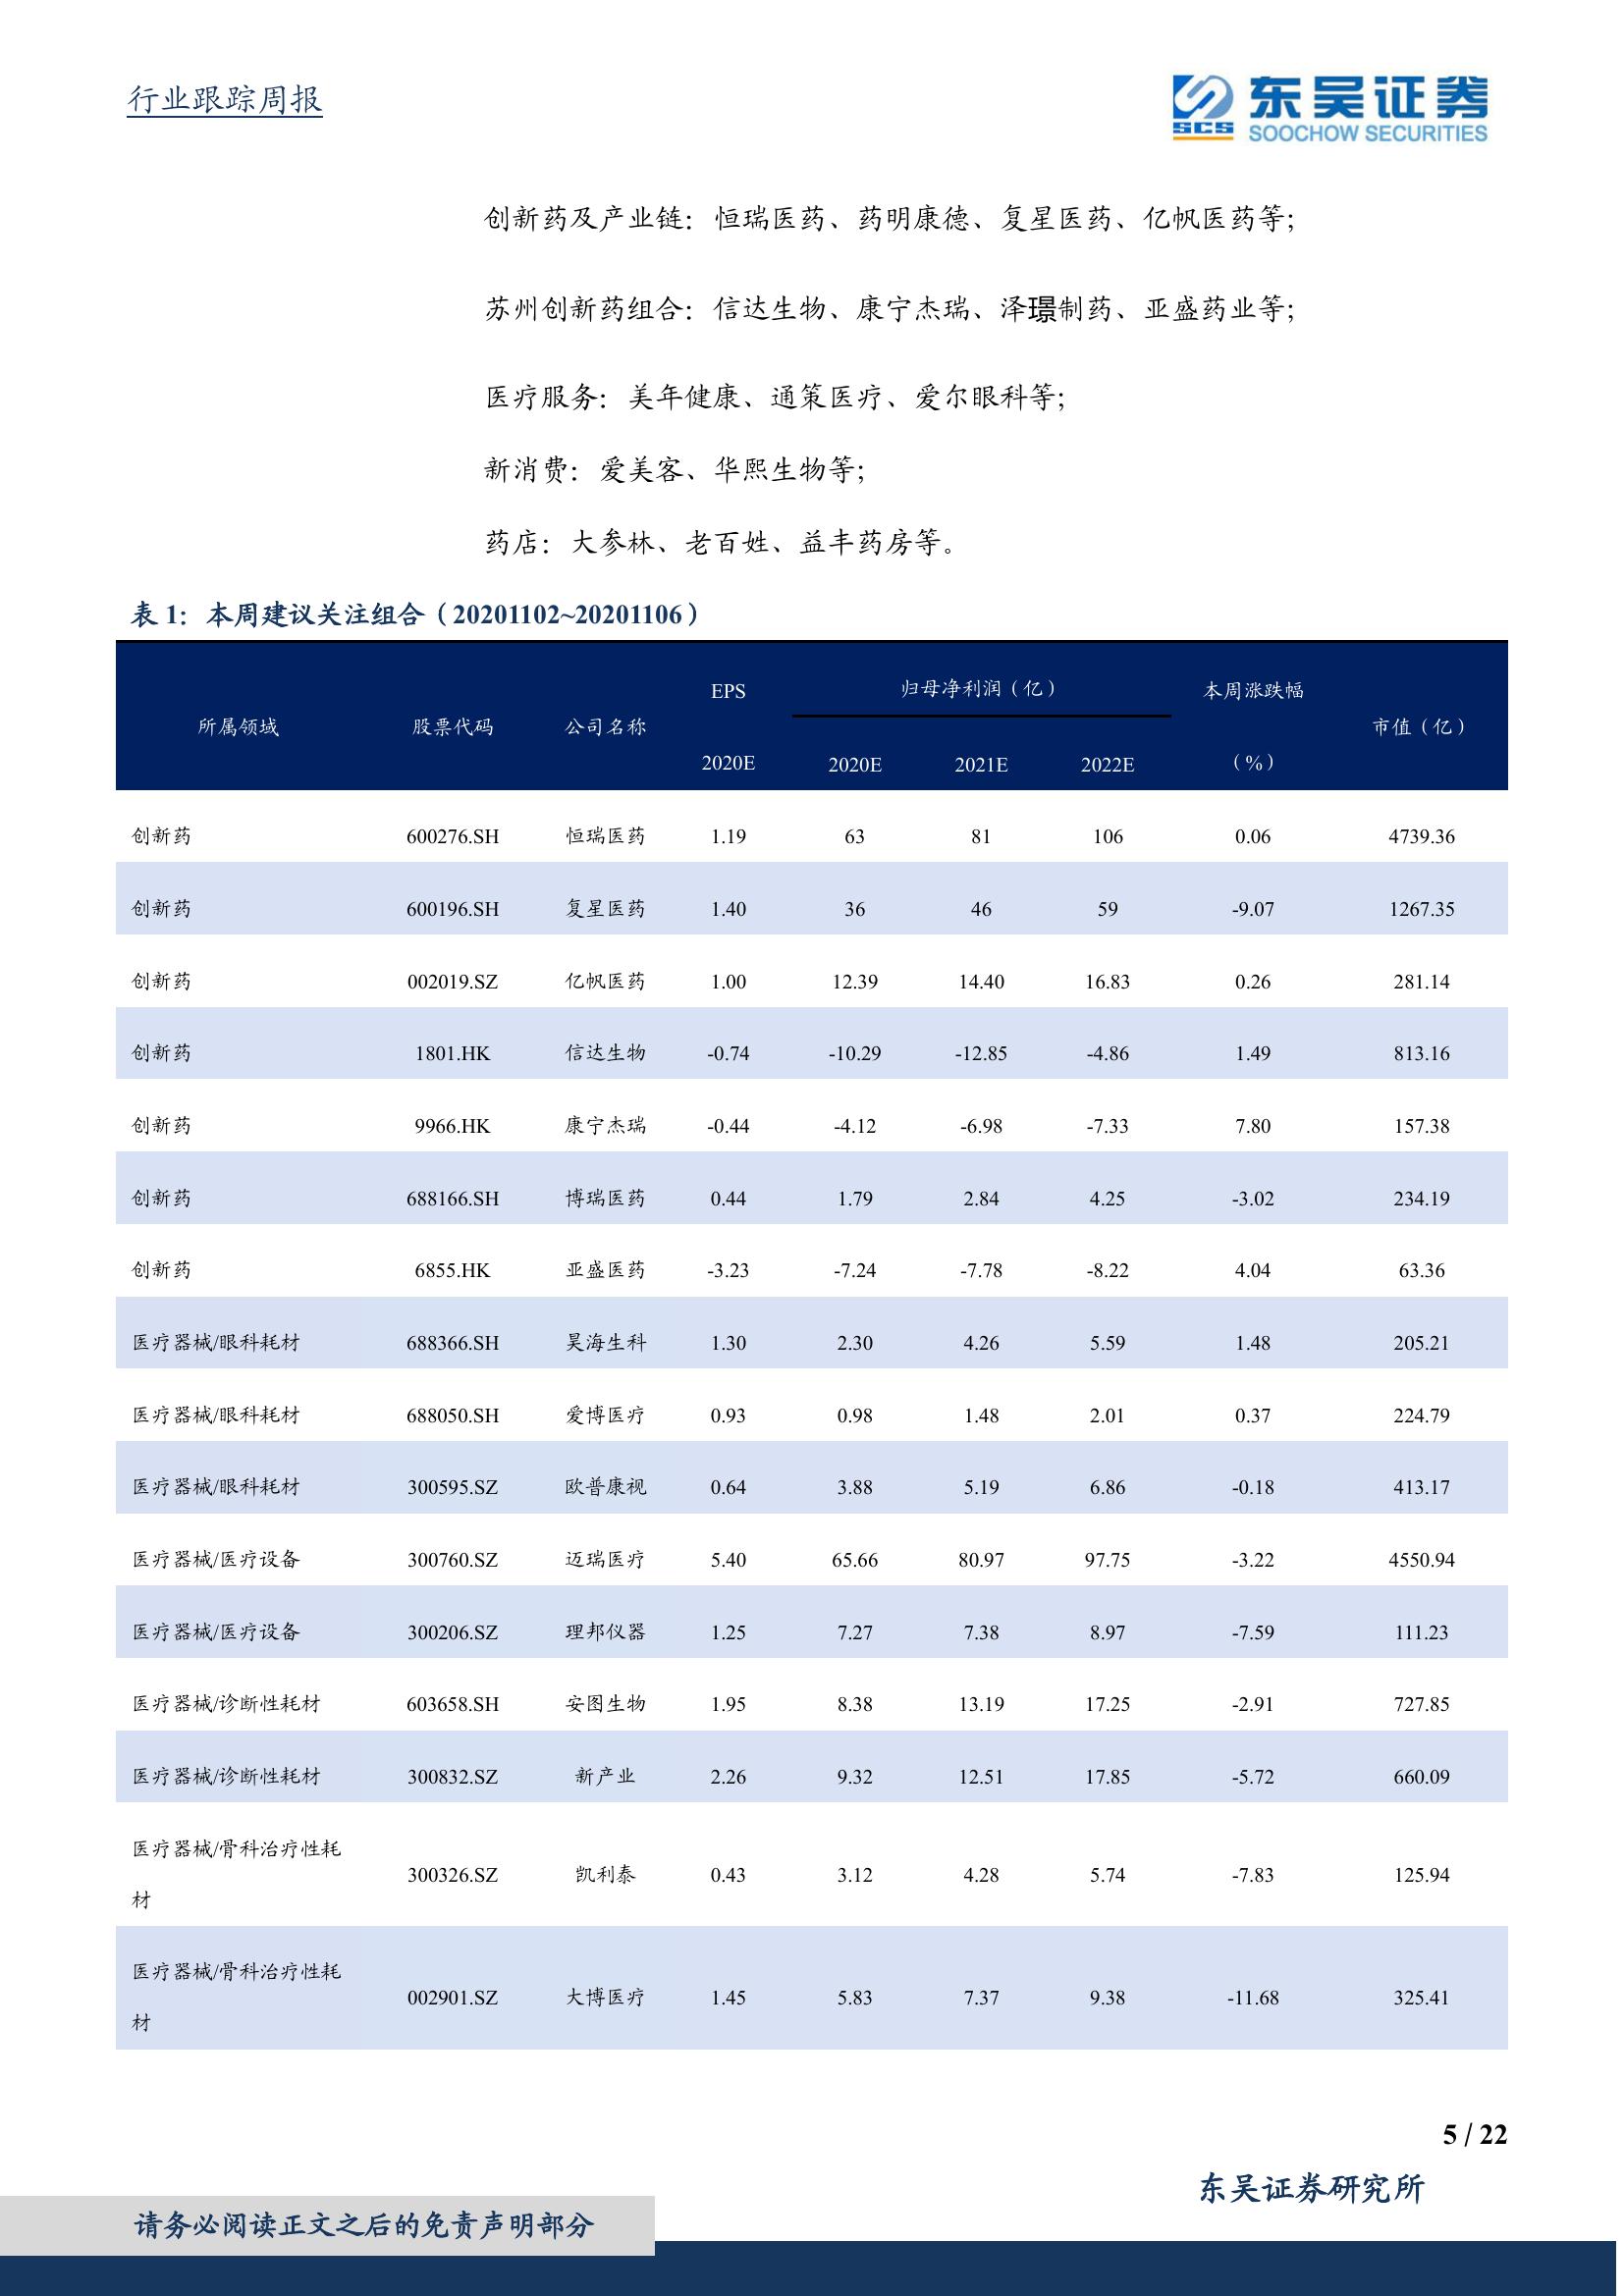 行业跟踪周报
SCS 东吴证券
SOOCHOW SECURITIES
创新药及产业链：恒瑞医药、药明康德、复星医药、亿帆医药等；
苏州创新药组合：信达生物、康宁杰瑞、泽璟制药、亚盛药业等；
医疗服务：美年健康、通策医疗、爱尔眼科等；
新消费：爱美客、华熙生物等；
药店：大参林、老百姓、益丰药房等。
表 1：本周建议关注组合（20201102~20201106）
所属领域 股票代码 公司名称 EPS 2020E 归母净利润（亿） 2020E 2021E 2022E 本周涨跌幅（%） 市值（亿）
创新药 600276.SH 恒瑞医药 1.19 63 81 106 0.06 4739.36
创新药 600196.SH 复星医药 1.40 36 46 59 -9.07 1267.35
创新药 002019.SZ 亿帆医药 1.00 12.39 14.40 16.83 0.26 281.14
创新药 1801.HK 信达生物 -0.74 -10.29 -12.85 -4.86 1.49 813.16
创新药 9966.HK 康宁杰瑞 -0.44 -4.12 -6.98 -7.33 7.80 157.38
创新药 688166.SH 博瑞医药 0.44 1.79 2.84 4.25 -3.02 234.19
创新药 6855.HK 亚盛医药 -3.23 -7.24 -7.78 -8.22 4.04 63.36
医疗器械/眼科耗材 688366.SH 昊海生科 1.30 2.30 4.26 5.59 1.48 205.21
医疗器械/眼科耗材 688050.SH 爱博医疗 0.93 0.98 1.48 2.01 0.37 224.79
医疗器械/眼科耗材 300595.SZ 欧普康视 0.64 3.88 5.19 6.86 -0.18 413.17
医疗器械/医疗设备 300760.SZ 迈瑞医疗 5.40 65.66 80.97 97.75 -3.22 4550.94
医疗器械/医疗设备 300206.SZ 理邦仪器 1.25 7.27 7.38 8.97 -7.59 111.23
医疗器械/诊断性耗材 603658.SH 安图生物 1.95 8.38 13.19 17.25 -2.91 727.85
医疗器械/诊断性耗材 300832.SZ 新产业 2.26 9.32 12.51 17.85 -5.72 660.09
医疗器械/骨科治疗性耗
材 300326.SZ 凯利泰 0.43 3.12 4.28 5.74 -7.83 125.94
医疗器械/骨科治疗性耗
材 002901.SZ 大博医疗 1.45 5.83 7.37 9.38 -11.68 325.41
5 / 22
东吴证券研究所
请务必阅读正文之后的免责声明部分